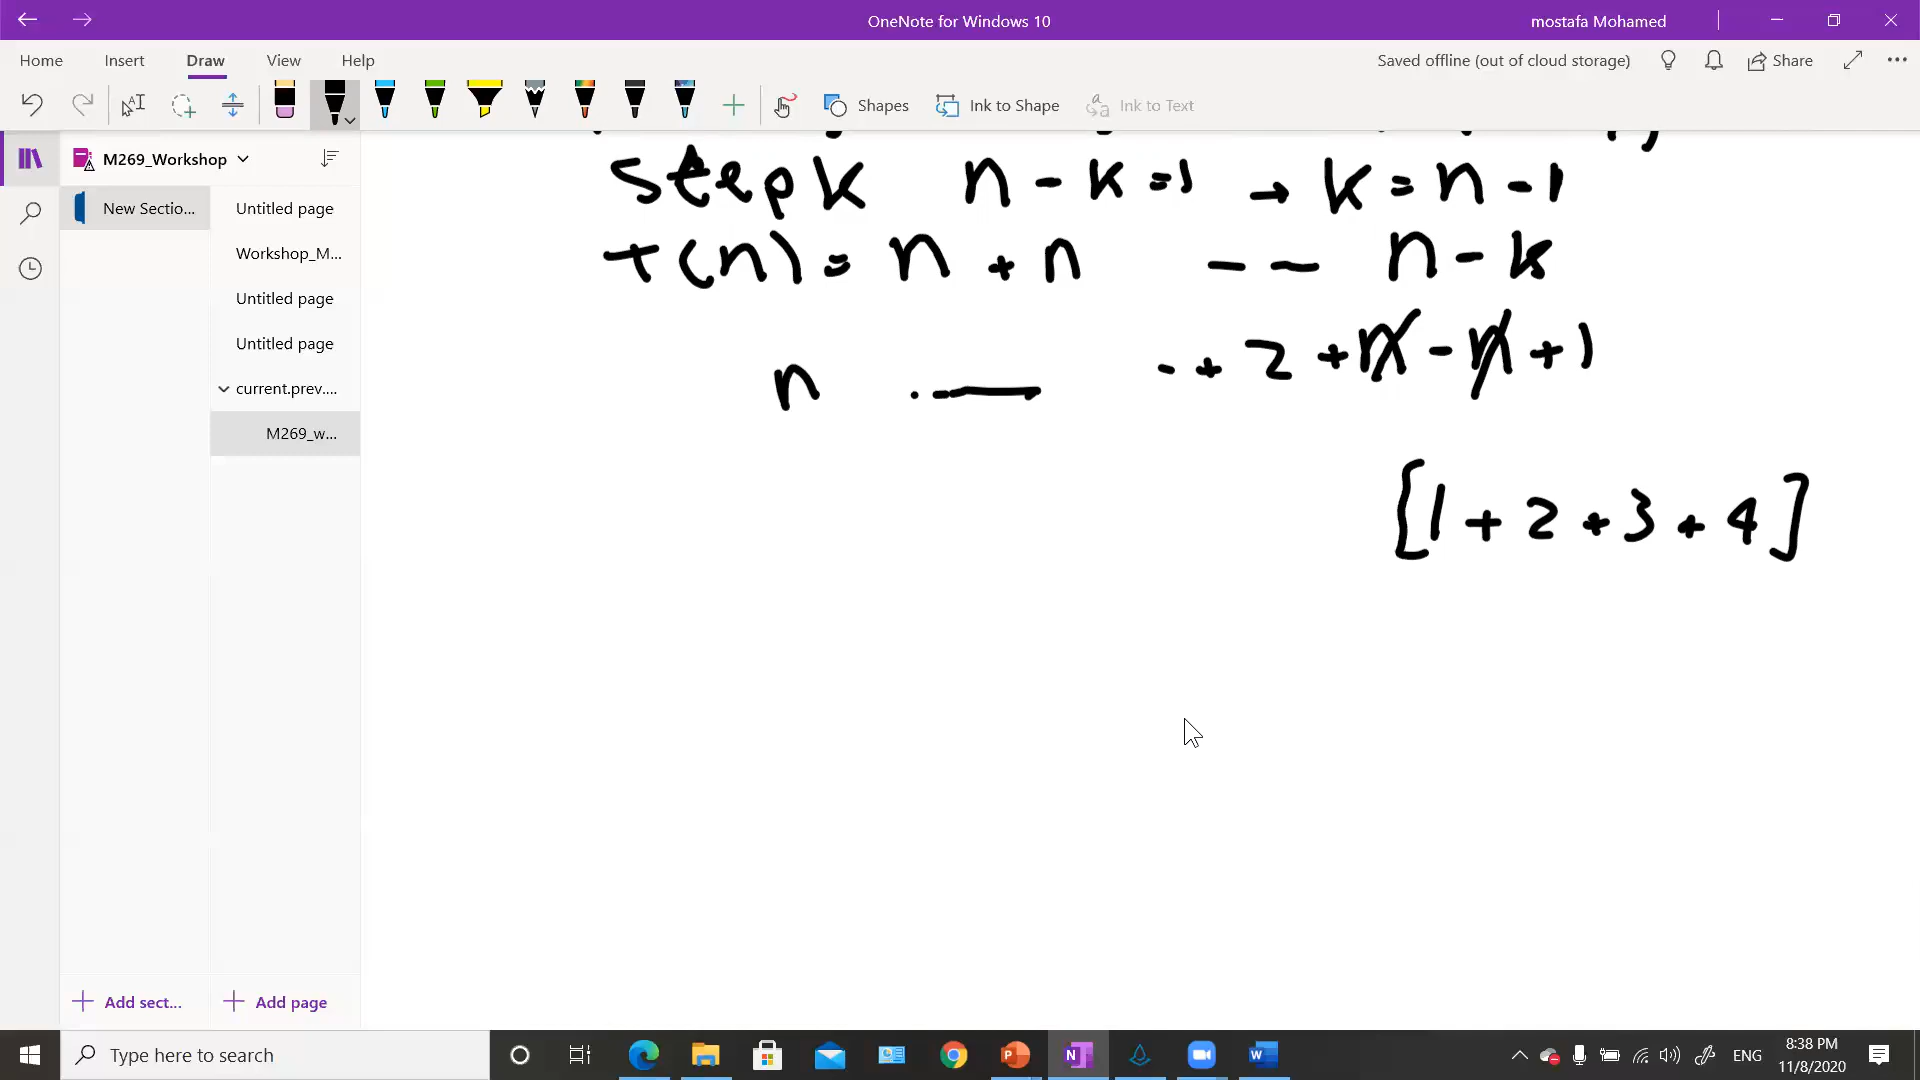 OneNote for Windows 10
mostafa Mohamed
Home Insert Draw View Help
Saved offline (out of cloud storage) Share
Shapes Ink to Shape Ink to Text
M269_Workshop
New Sectio...
Untitled page
Workshop_M...
Untitled page
Untitled page
current.prev....
M269_w...
step k n - k = 1 → k = n - 1
T(n) = n + n -- n - k
n .— -+ 2 + n - n + 1
[1 + 2 + 3 + 4]
Add sect...
Add page
Type here to search
ENG
8:38 PM
11/8/2020